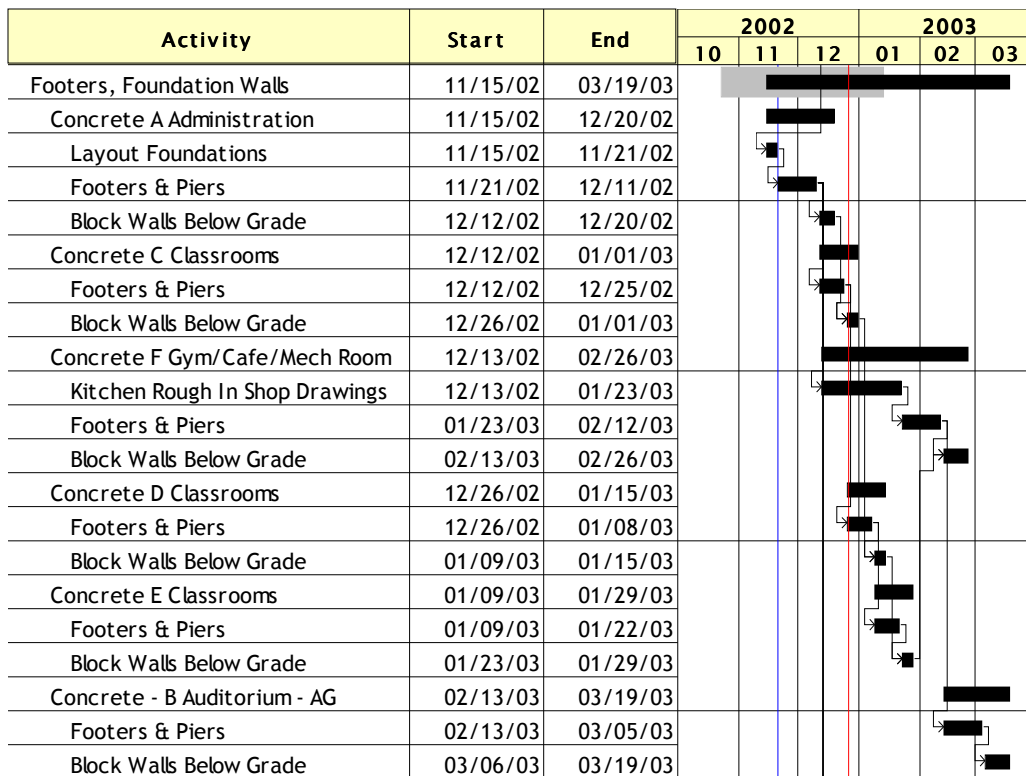 Activity Start End 2002 2003
10 11 12 01 02 03
Footers, Foundation Walls 11/15/02 03/19/03
Concrete A Administration 11/15/02 12/20/02
Layout Foundations 11/15/02 11/21/02
Footers & Piers 11/21/02 12/11/02
Block Walls Below Grade 12/12/02 12/20/02
Concrete C Classrooms 12/12/02 01/01/03
Footers & Piers 12/12/02 12/25/02
Block Walls Below Grade 12/26/02 01/01/03
Concrete F Gym/Cafe/Mech Room 12/13/02 02/26/03
Kitchen Rough In Shop Drawings 12/13/02 01/23/03
Footers & Piers 01/23/03 02/12/03
Block Walls Below Grade 02/13/03 02/26/03
Concrete D Classrooms 12/26/02 01/15/03
Footers & Piers 12/26/02 01/08/03
Block Walls Below Grade 01/09/03 01/15/03
Concrete E Classrooms 01/09/03 01/29/03
Footers & Piers 01/09/03 01/22/03
Block Walls Below Grade 01/23/03 01/29/03
Concrete - B Auditorium - AG 02/13/03 03/19/03
Footers & Piers 02/13/03 03/05/03
Block Walls Below Grade 03/06/03 03/19/03